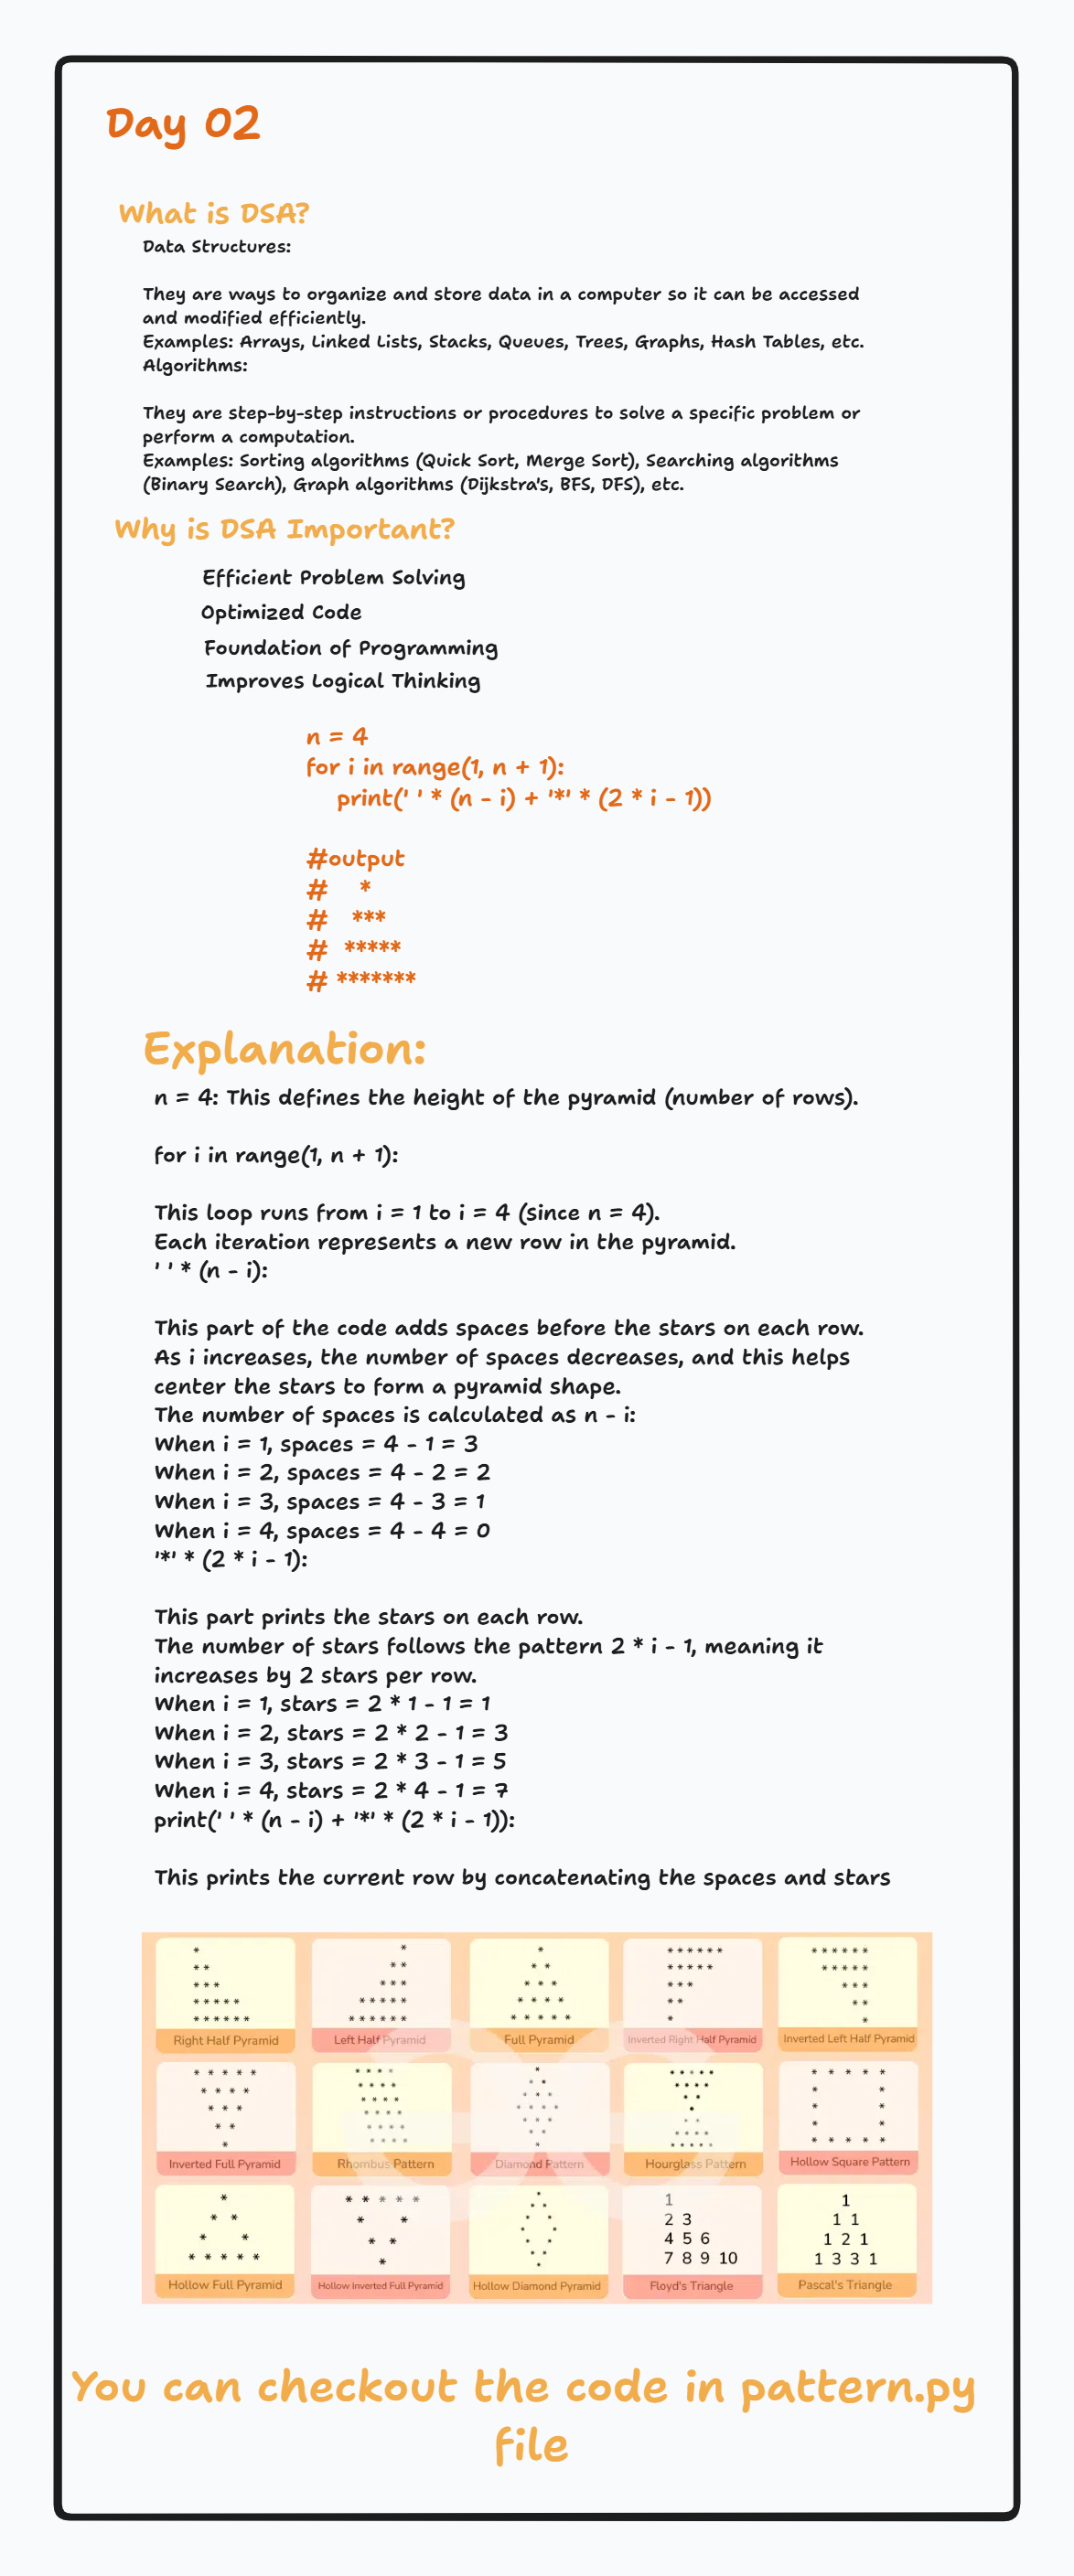 Day 02
What is DSA?
Data Structures:
They are ways to organize and store data in a computer so it can be accessed
and modified efficiently.
Examples: Arrays, Linked Lists, Stacks, Queues, Trees, Graphs, Hash Tables, etc.
Algorithms:
They are step-by-step instructions or procedures to solve a specific problem or
perform a computation.
Examples: Sorting algorithms (Quick Sort, Merge Sort), Searching algorithms
(Binary Search), Graph algorithms (Dijkstra's, BFS, DFS), etc.
Why is DSA Important?
Efficient Problem Solving
Optimized Code
Foundation of Programming
Improves Logical Thinking
n = 4
for i in range(1, n + 1):
    print(' ' * (n - i) + '*' * (2 * i - 1))
#output
#    *
#   ***
#  *****
# *******
Explanation:
n = 4: This defines the height of the pyramid (number of rows).
for i in range(1, n + 1):
This loop runs from i = 1 to i = 4 (since n = 4).
Each iteration represents a new row in the pyramid.
' ' * (n - i):
This part of the code adds spaces before the stars on each row.
As i increases, the number of spaces decreases, and this helps
center the stars to form a pyramid shape.
The number of spaces is calculated as n - i:
When i = 1, spaces = 4 - 1 = 3
When i = 2, spaces = 4 - 2 = 2
When i = 3, spaces = 4 - 3 = 1
When i = 4, spaces = 4 - 4 = 0
'*' * (2 * i - 1):
This part prints the stars on each row.
The number of stars follows the pattern 2 * i - 1, meaning it
increases by 2 stars per row.
When i = 1, stars = 2 * 1 - 1 = 1
When i = 2, stars = 2 * 2 - 1 = 3
When i = 3, stars = 2 * 3 - 1 = 5
When i = 4, stars = 2 * 4 - 1 = 7
print(' ' * (n - i) + '*' * (2 * i - 1)):
This prints the current row by concatenating the spaces and stars
Right Half Pyramid
Left Half Pyramid
Full Pyramid
Inverted Right Half Pyramid
Inverted Left Half Pyramid
Inverted Full Pyramid
Rhombus Pattern
Diamond Pattern
Hourglass Pattern
Hollow Square Pattern
Hollow Full Pyramid
Hollow Inverted Full Pyramid
Hollow Diamond Pyramid
1
2 3
4 5 6
7 8 9 10
Floyd's Triangle
1
1 1
1 2 1
1 3 3 1
Pascal's Triangle
You can checkout the code in pattern.py
file